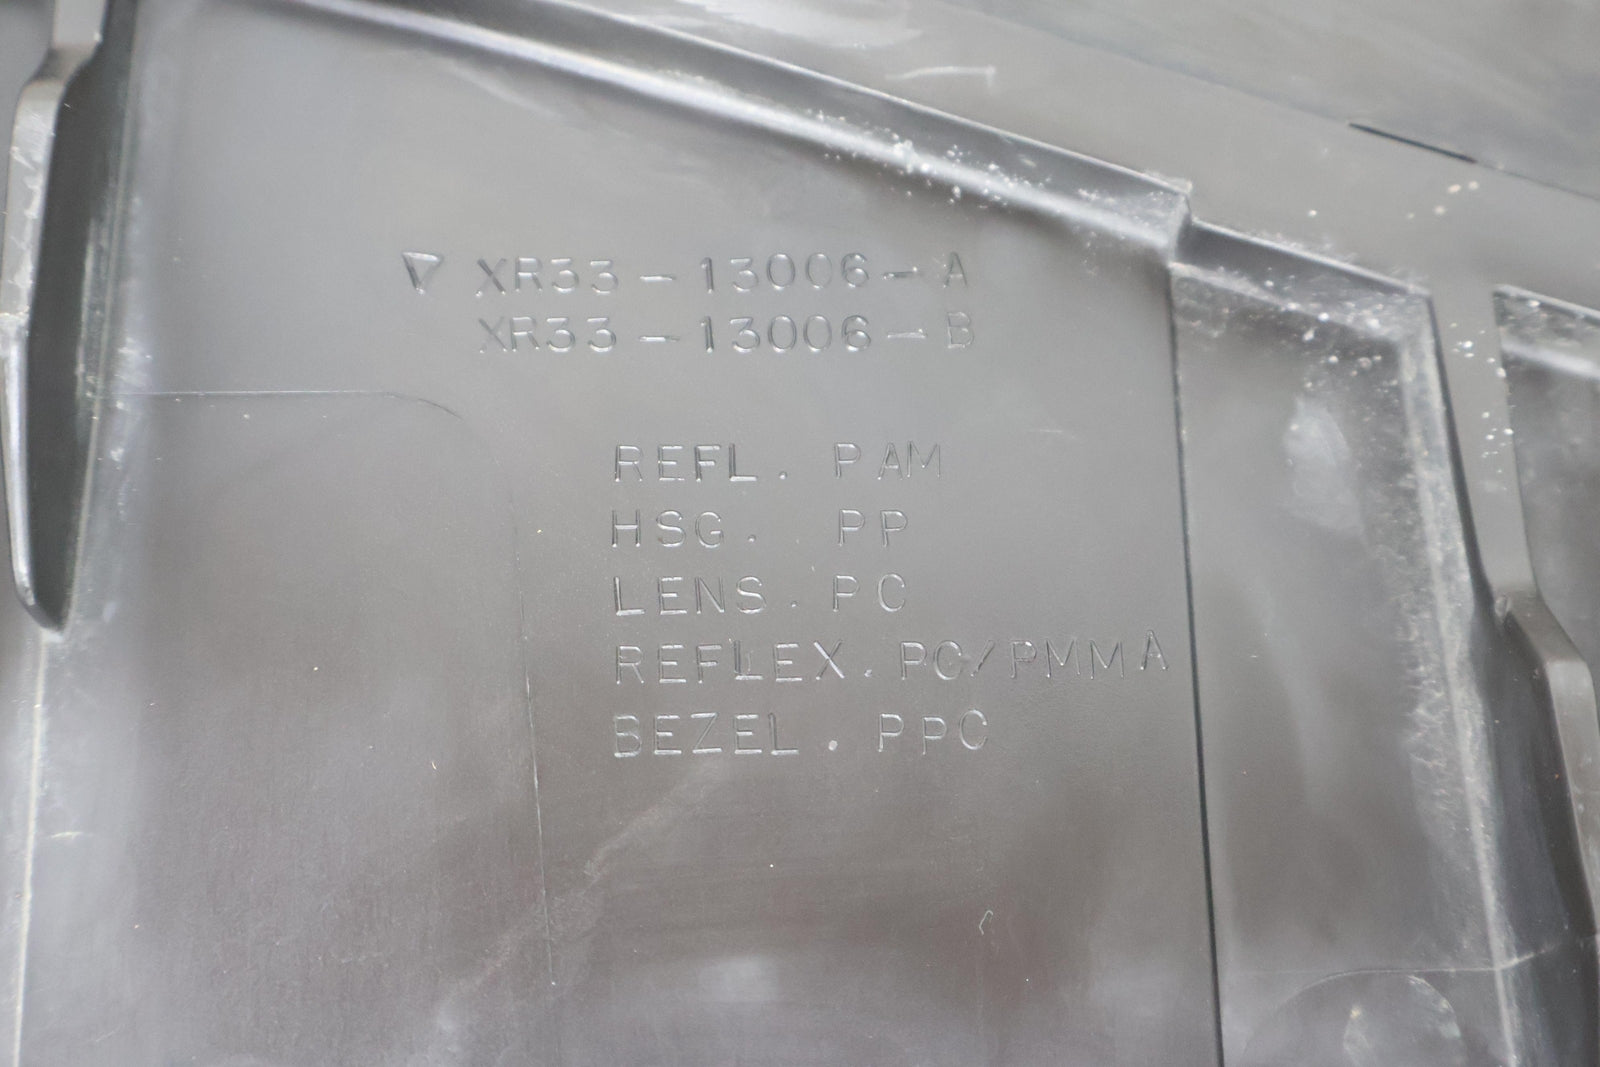 ▽ XR33-13006-A
XR33-13006-B
REFL. PAM
HSG. PP
LENS. PC
REFLEX. PC/PMMA
BEZEL. PPC